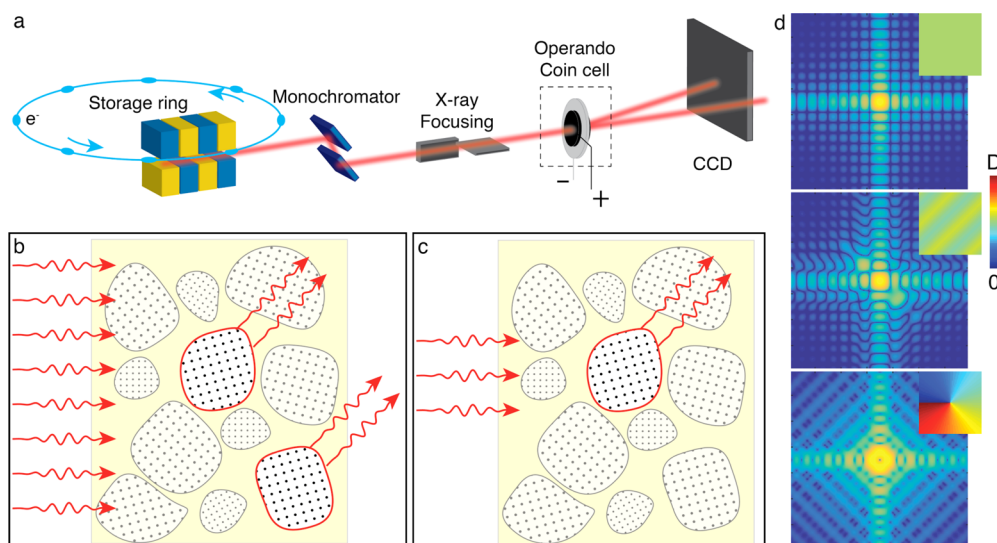 a
Storage ring
e-
Monochromator
X-ray
Focusing
Operando
Coin cell
−
+
CCD
b
c
d
D
0